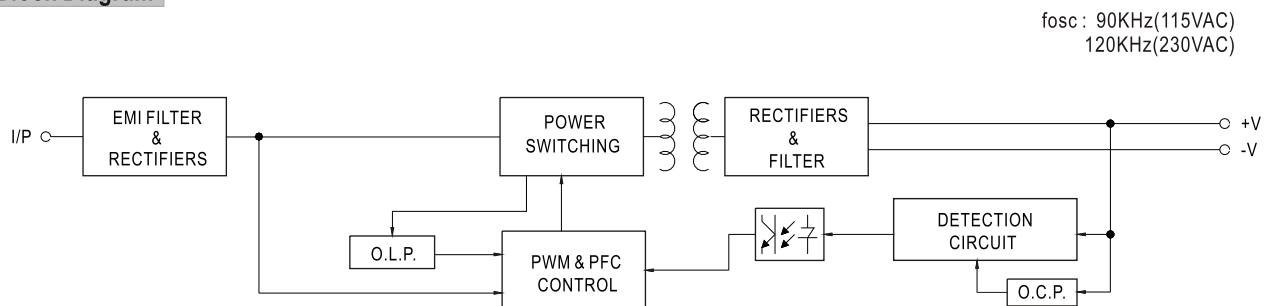 Block Diagram
fosc : 90KHz(115VAC)
120KHz(230VAC)
I/P
EMI FILTER
&
RECTIFIERS
POWER
SWITCHING
RECTIFIERS
&
FILTER
+V
-V
O.L.P.
PWM & PFC
CONTROL
DETECTION
CIRCUIT
O.C.P.